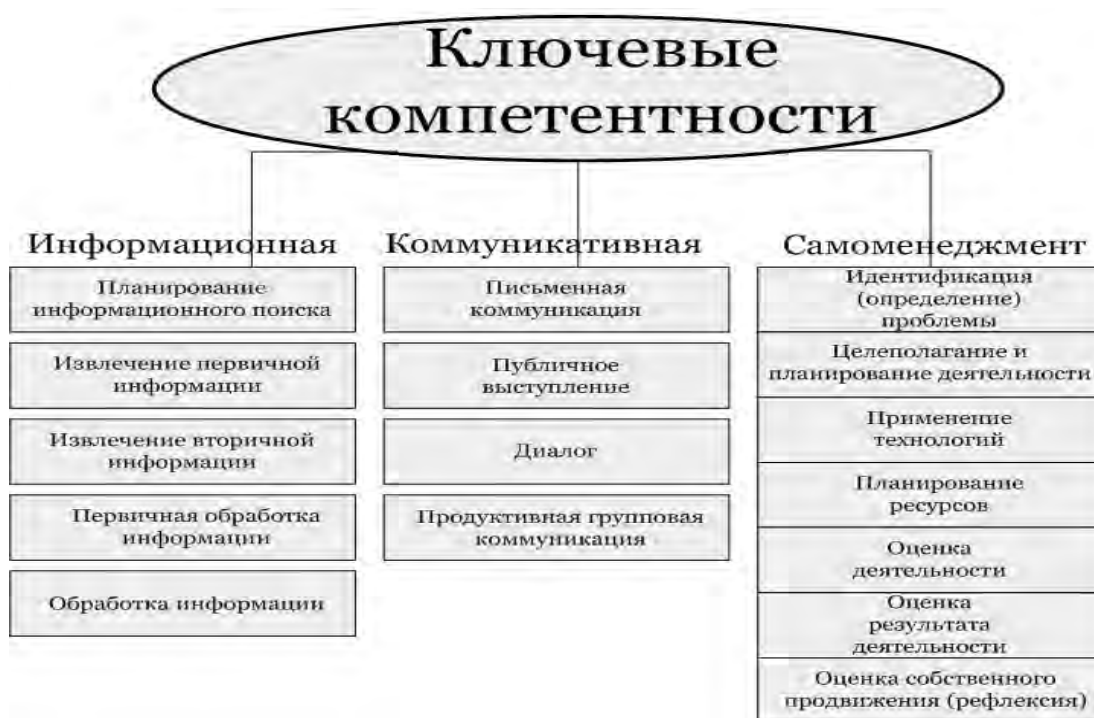 Ключевые
компетентности
Информационная
Планирование
информационного поиска
Извлечение первичной
информации
Извлечение вторичной
информации
Первичная обработка
информации
Обработка информации
Коммуникативная
Письменная
коммуникация
Публичное
выступление
Диалог
Продуктивная групповая
коммуникация
Самоменеджмент
Идентификация
(определение)
проблемы
Целеполагание и
планирование деятельности
Применение
технологий
Планирование
ресурсов
Оценка
деятельности
Оценка
результата
деятельности
Оценка собственного
продвижения (рефлексия)